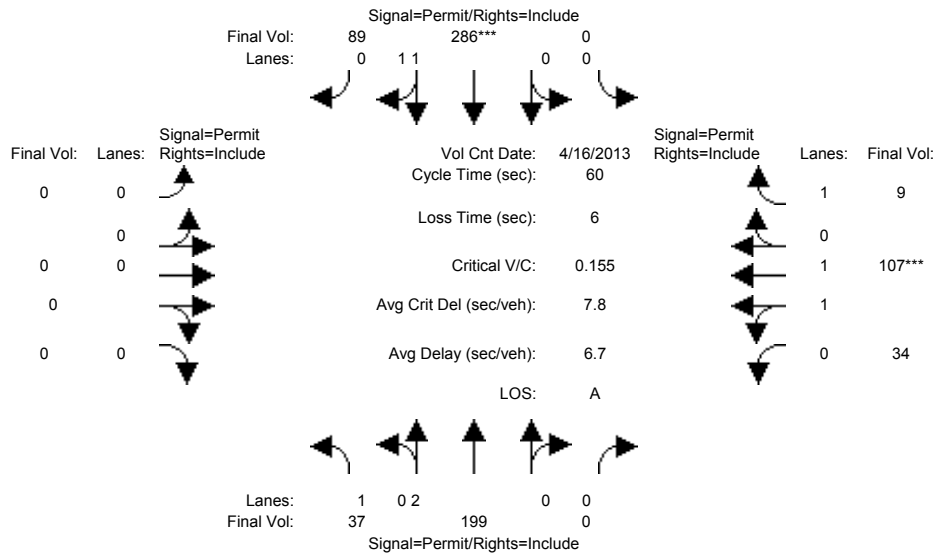 Signal=Permit/Rights=Include
Final Vol: 89 286*** 0
Lanes: 0 1 1 0 0
Signal=Permit
Final Vol: Lanes: Rights=Include
Vol Cnt Date: 4/16/2013
Signal=Permit
Rights=Include Lanes: Final Vol:
Cycle Time (sec): 60
0 0 1 9
Loss Time (sec): 6
0 0
0 0 Critical V/C: 0.155 1 107***
0 Avg Crit Del (sec/veh): 7.8 1
0 0 Avg Delay (sec/veh): 6.7 0 34
LOS: A
Lanes: 1 0 2 0 0
Final Vol: 37 199 0
Signal=Permit/Rights=Include